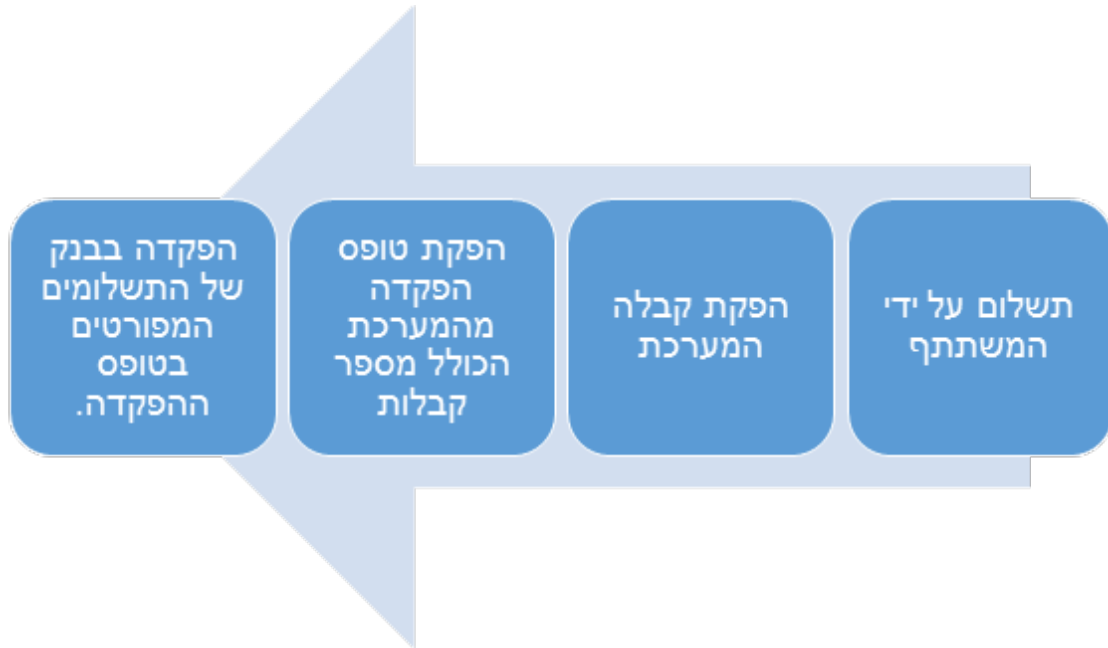 תשלום על ידי
המשתתף
הפקת קבלה
המערכת
הפקת טופס
הפקדה
מהמערכת
הכולל מספר
קבלות
הפקדה בבנק
של התשלומים
המפורטים
בטופס
ההפקדה.